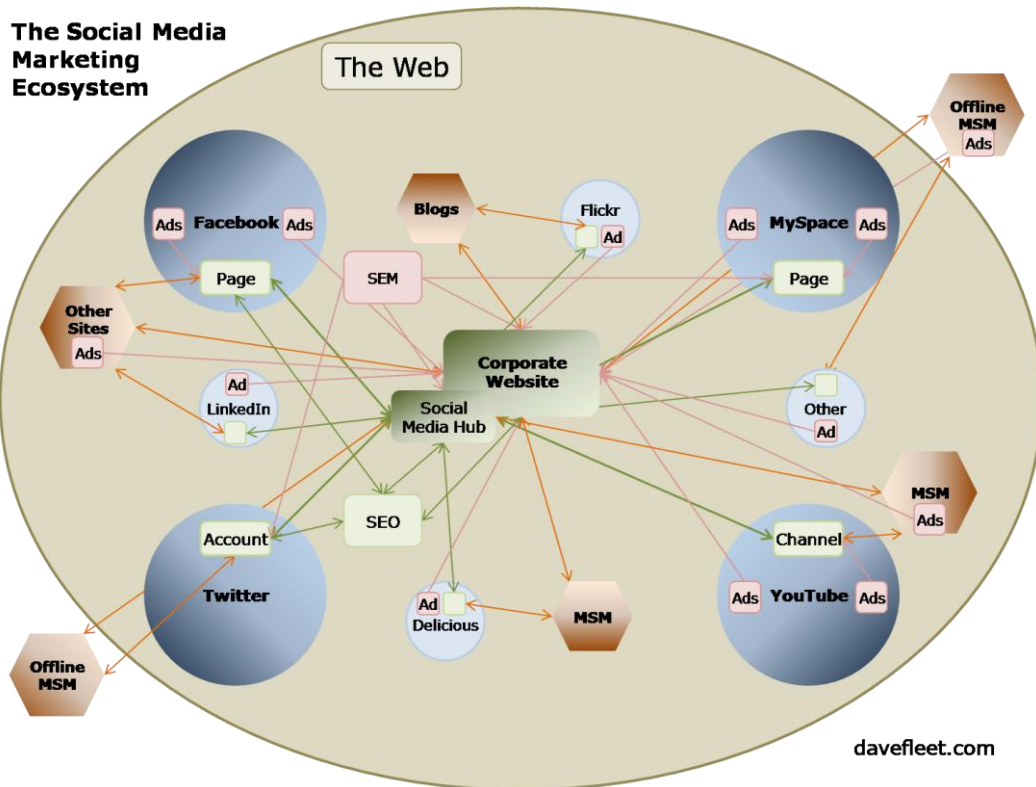 The Social Media
Marketing
Ecosystem
The Web
Offline
MSM
Ads
Blogs
Flickr
Ad
Ads
Facebook
Ads
Page
Ads
MySpace
Ads
Page
SEM
Other
Sites
Ads
Corporate
Website
Social
Media Hub
Ad
LinkedIn
Other
Ad
MSM
Ads
SEO
Account
Twitter
Channel
Ads
YouTube
Ads
Ad
Delicious
MSM
Offline
MSM
davefleet.com